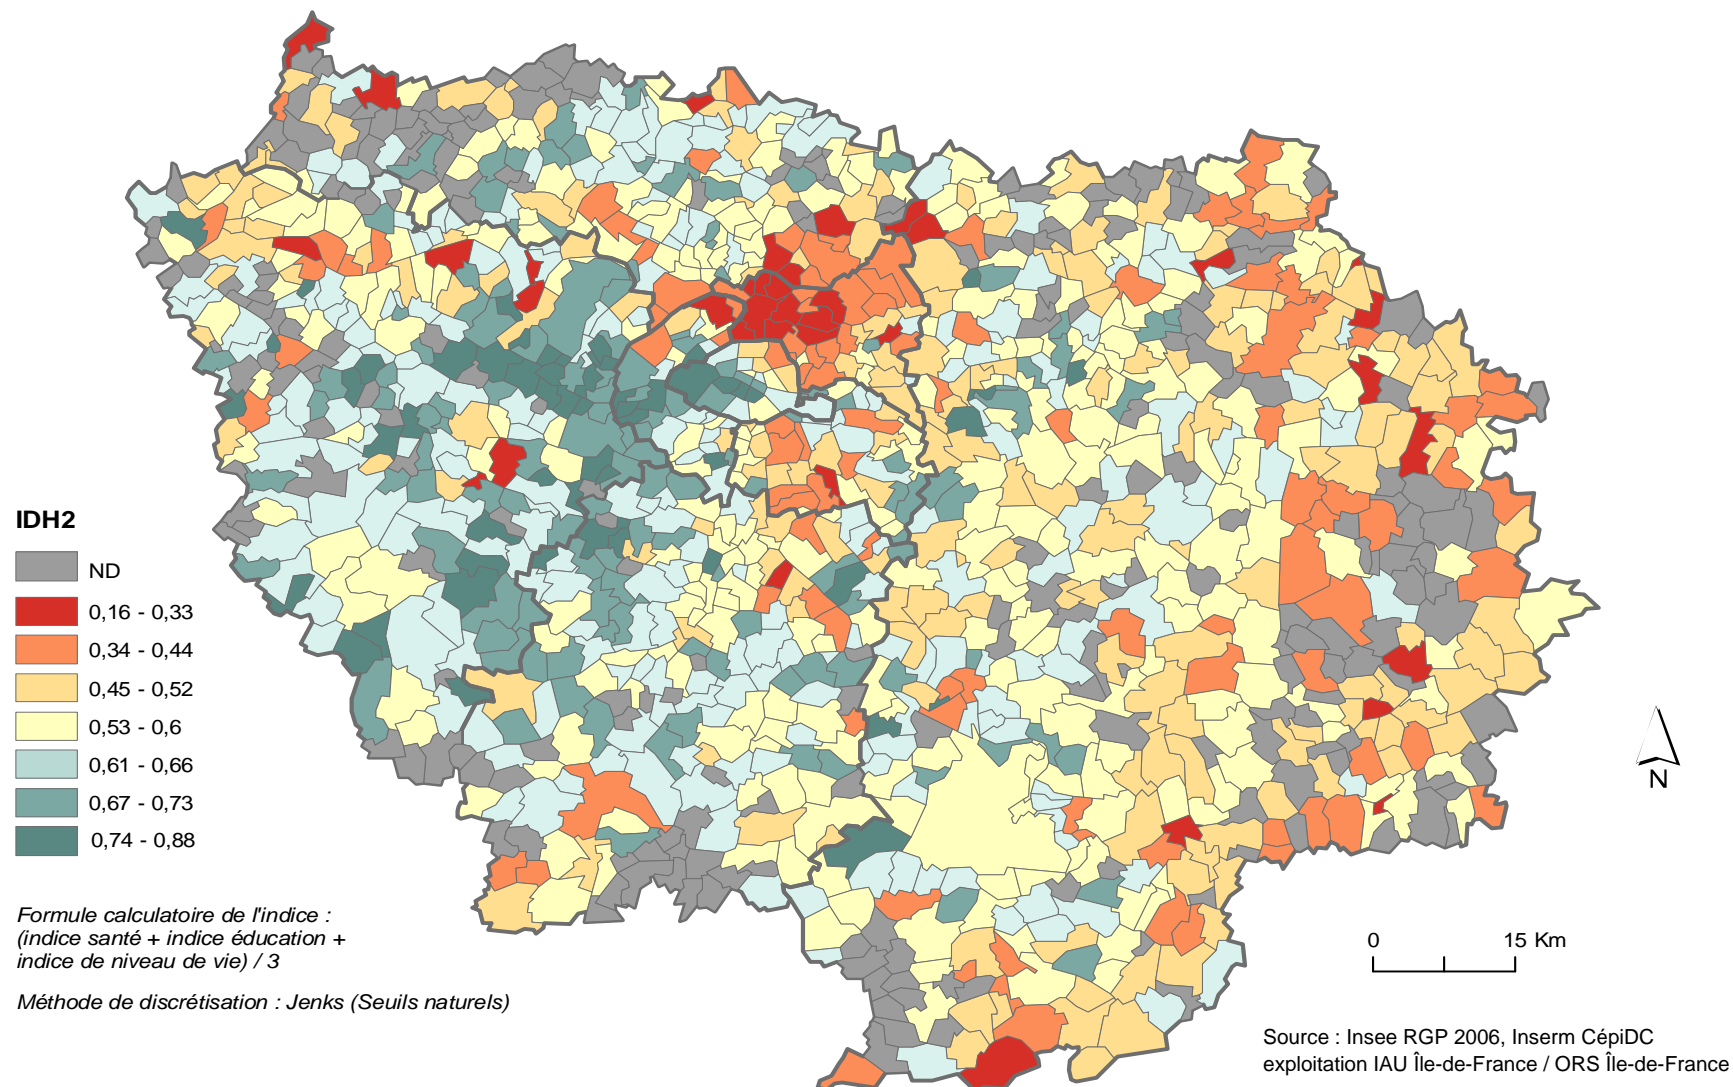 IDH2
ND
0,16 - 0,33
0,34 - 0,44
0,45 - 0,52
0,53 - 0,6
0,61 - 0,66
0,67 - 0,73
0,74 - 0,88
Formule calculatoire de l'indice :
(indice santé + indice éducation +
indice de niveau de vie) / 3
Méthode de discrétisation : Jenks (Seuils naturels)
N
0 15 Km
Source : Insee RGP 2006, Inserm CépiDC
exploitation IAU Île-de-France / ORS Île-de-France